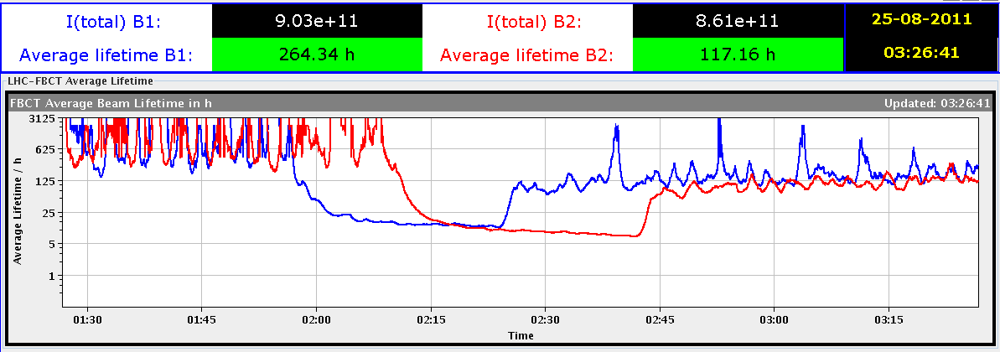 I(total) B1: 9.03e+11 I(total) B2: 8.61e+11 25-08-2011
Average lifetime B1: 264.34 h Average lifetime B2: 117.16 h 03:26:41
LHC-FBCT Average Lifetime
FBCT Average Beam Lifetime in h Updated: 03:26:41
3125
625
125
25
5
1
Average Lifetime / h
01:30 01:45 02:00 02:15 02:30 02:45 03:00 03:15
Time